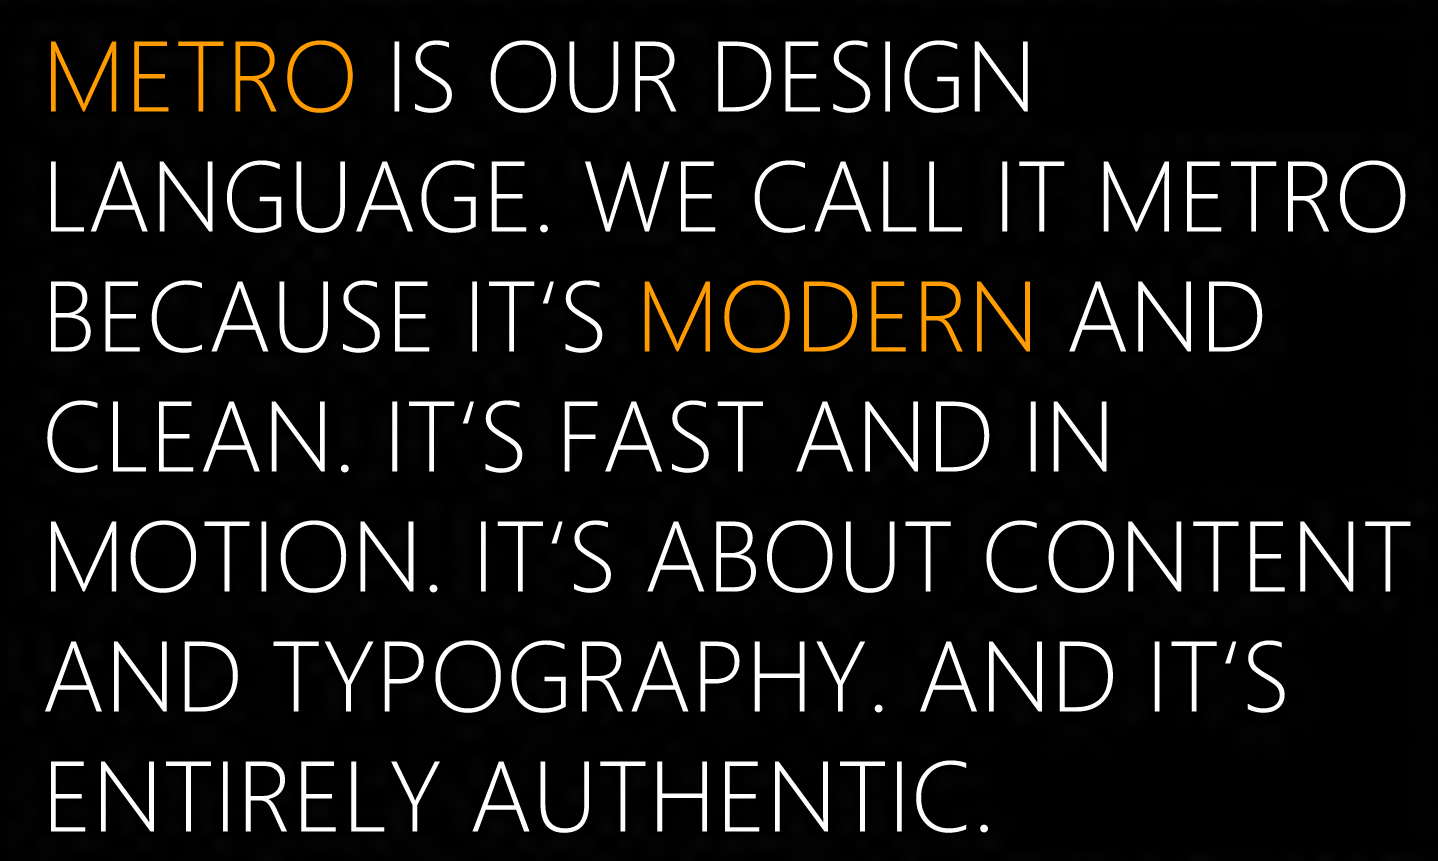 METRO IS OUR DESIGN
LANGUAGE. WE CALL IT METRO
BECAUSE IT‘S MODERN AND
CLEAN. IT‘S FAST AND IN
MOTION. IT‘S ABOUT CONTENT
AND TYPOGRAPHY. AND IT‘S
ENTIRELY AUTHENTIC.